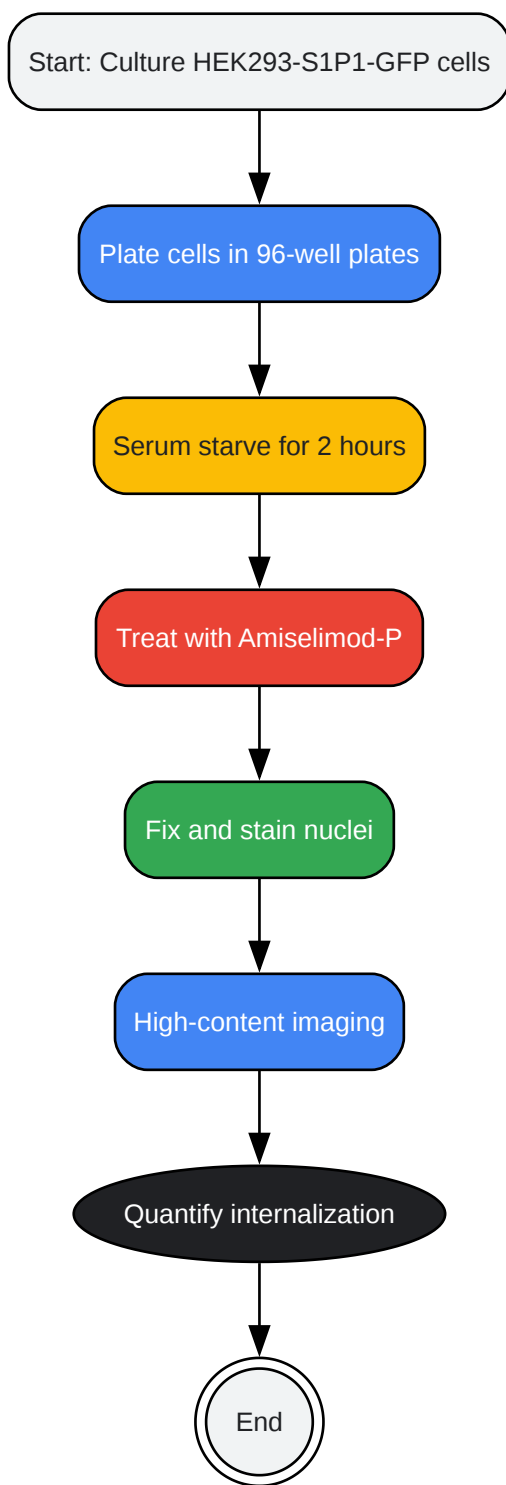 Start: Culture HEK293-S1P1-GFP cells
Plate cells in 96-well plates
Serum starve for 2 hours
Treat with Amiselimod-P
Fix and stain nuclei
High-content imaging
Quantify internalization
End